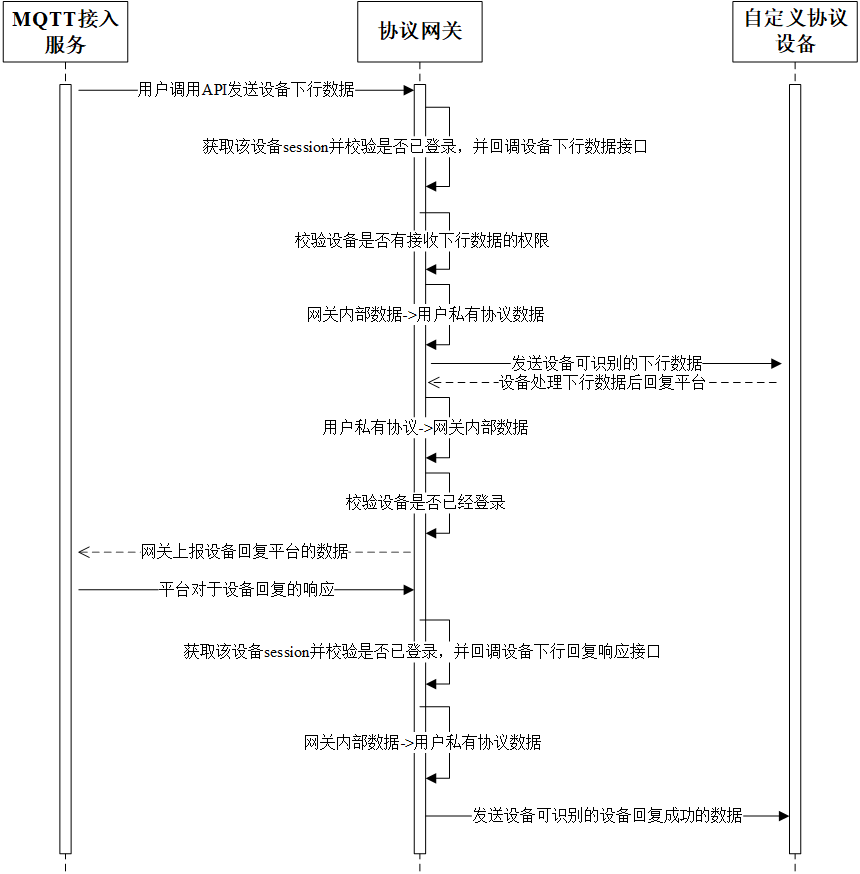 MQTT接入
服务
协议网关
自定义协议
设备
用户调用API发送设备下行数据
获取该设备session并校验是否已登录，并回调设备下行数据接口
校验设备是否有接收下行数据的权限
网关内部数据->用户私有协议数据
发送设备可识别的下行数据
设备处理下行数据后回复平台
用户私有协议->网关内部数据
校验设备是否已经登录
网关上报设备回复平台的数据
平台对于设备回复的响应
获取该设备session并校验是否已登录，并回调设备下行回复响应接口
网关内部数据->用户私有协议数据
发送设备可识别的设备回复成功的数据